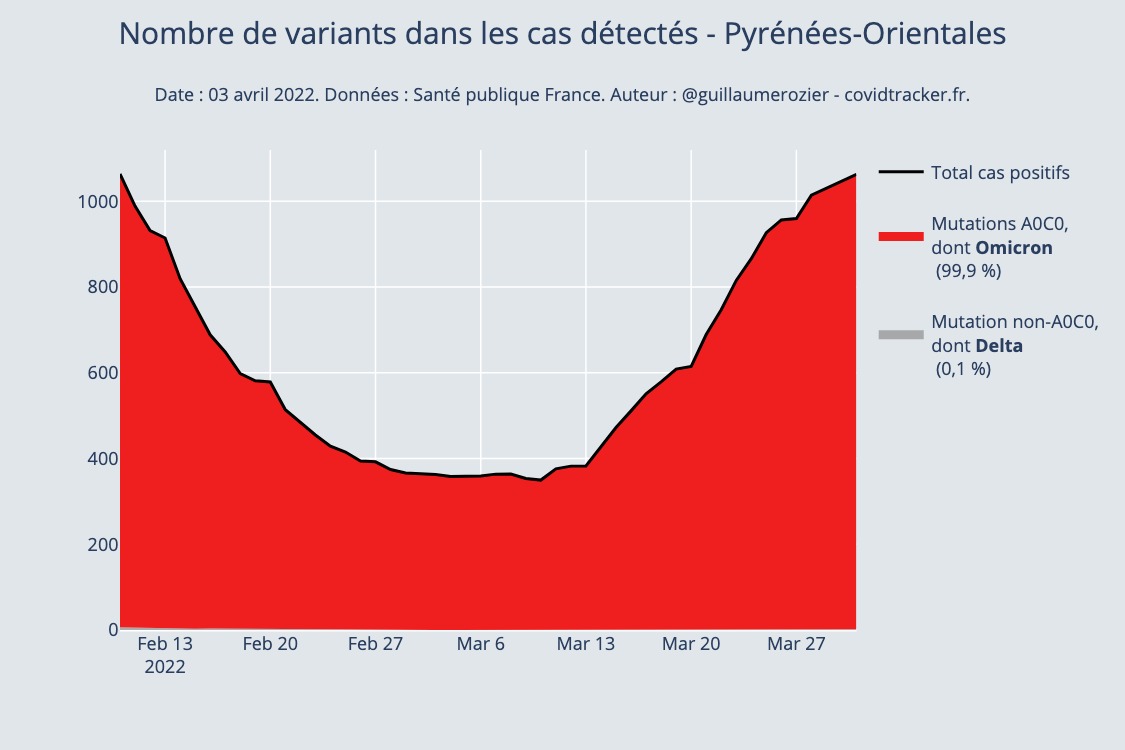 Nombre de variants dans les cas détectés - Pyrénées-Orientales
Date : 03 avril 2022. Données : Santé publique France. Auteur : @guillaumerozier - covidtracker.fr.
1000
800
600
400
200
0
Feb 13
2022
Feb 20
Feb 27
Mar 6
Mar 13
Mar 20
Mar 27
Total cas positifs
Mutations A0C0,
dont Omicron
(99,9 %)
Mutation non-A0C0,
dont Delta
(0,1 %)